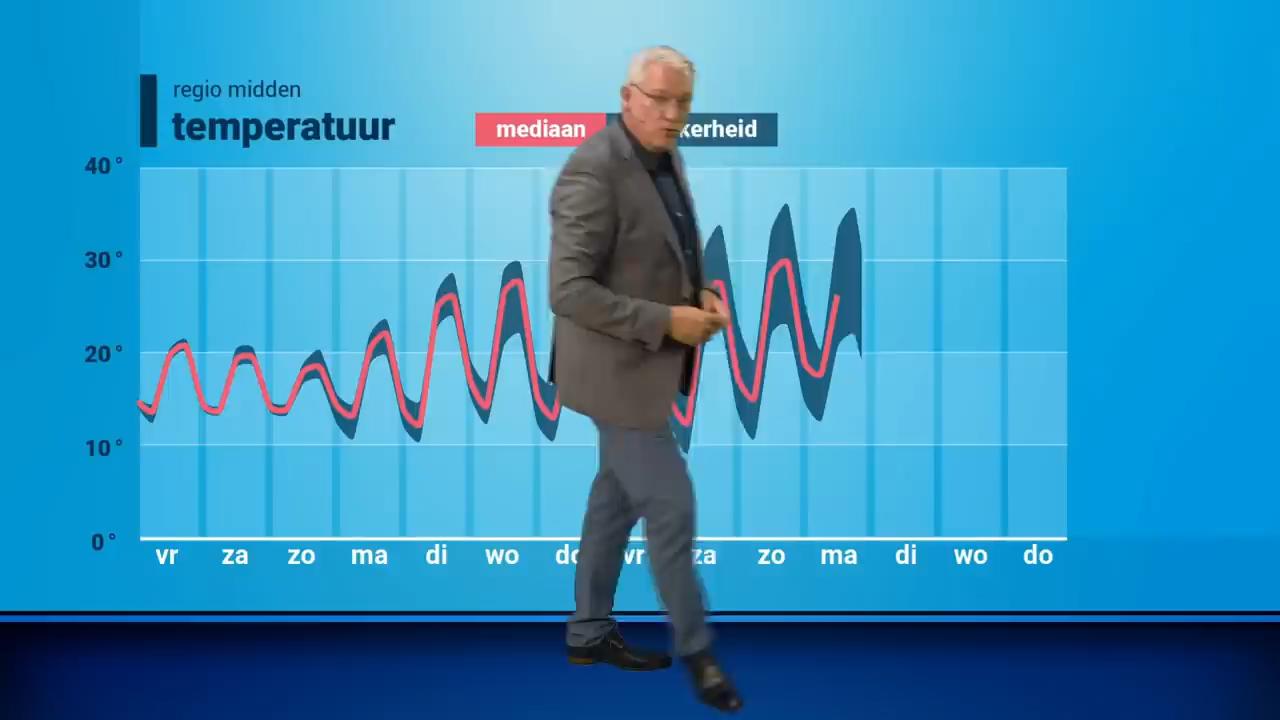 regio midden
temperatuur
mediaan kerheid
40°
30°
20°
10°
0°
vr za zo ma di wo do vr za zo ma di wo do